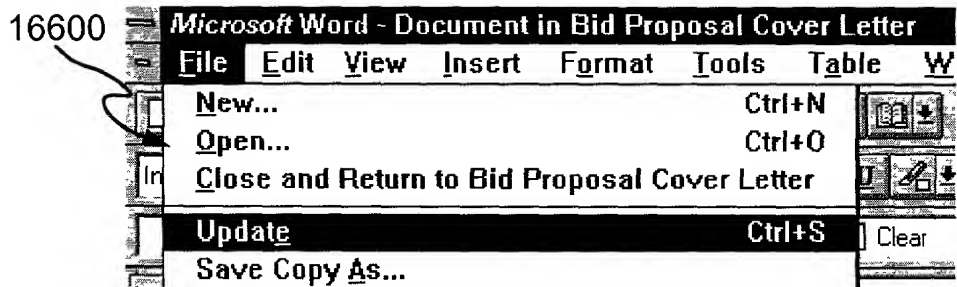 16600
Microsoft Word - Document in Bid Proposal Cover Letter
File Edit View Insert Format Tools Table W
New... Ctrl+N
Open... Ctrl+O
In
Close and Return to Bid Proposal Cover Letter
Update Ctrl+S
Clear
Save Copy As...